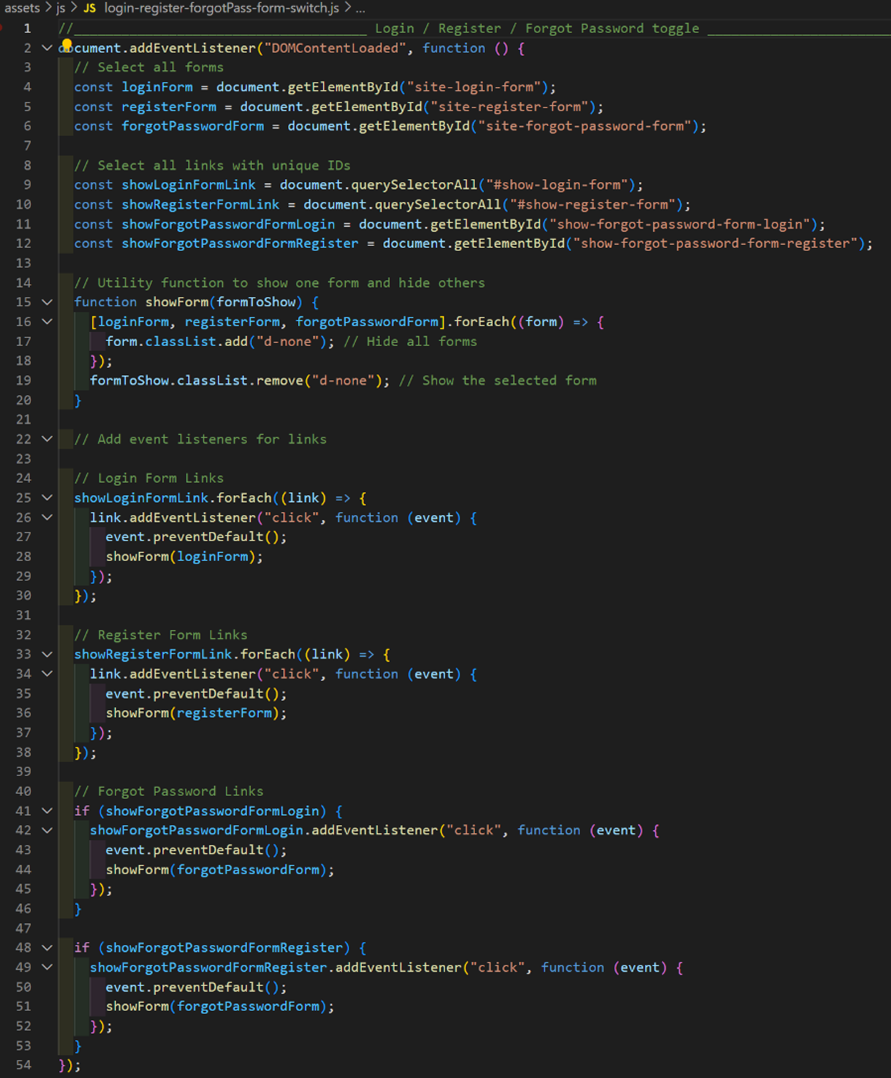 assets > js > JS login-register-forgotPass-form-switch.js > ...
1 //_____________________________________ Login / Register / Forgot Password toggle _______________________
2 document.addEventListener("DOMContentLoaded", function () {
3 // Select all forms
4 const loginForm = document.getElementById("site-login-form");
5 const registerForm = document.getElementById("site-register-form");
6 const forgotPasswordForm = document.getElementById("site-forgot-password-form");
7
8 // Select all links with unique IDs
9 const showLoginFormLink = document.querySelectorAll("#show-login-form");
10 const showRegisterFormLink = document.querySelectorAll("#show-register-form");
11 const showForgotPasswordFormLogin = document.getElementById("show-forgot-password-form-login");
12 const showForgotPasswordFormRegister = document.getElementById("show-forgot-password-form-register");
13
14 // Utility function to show one form and hide others
15 function showForm(formToShow) {
16 [loginForm, registerForm, forgotPasswordForm].forEach((form) => {
17 form.classList.add("d-none"); // Hide all forms
18 });
19 formToShow.classList.remove("d-none"); // Show the selected form
20 }
21
22 // Add event listeners for links
23
24 // Login Form Links
25 showLoginFormLink.forEach((link) => {
26 link.addEventListener("click", function (event) {
27 event.preventDefault();
28 showForm(loginForm);
29 });
30 });
31
32 // Register Form Links
33 showRegisterFormLink.forEach((link) => {
34 link.addEventListener("click", function (event) {
35 event.preventDefault();
36 showForm(registerForm);
37 });
38 });
39
40 // Forgot Password Links
41 if (showForgotPasswordFormLogin) {
42 showForgotPasswordFormLogin.addEventListener("click", function (event) {
43 event.preventDefault();
44 showForm(forgotPasswordForm);
45 });
46 }
47
48 if (showForgotPasswordFormRegister) {
49 showForgotPasswordFormRegister.addEventListener("click", function (event) {
50 event.preventDefault();
51 showForm(forgotPasswordForm);
52 });
53 }
54 });